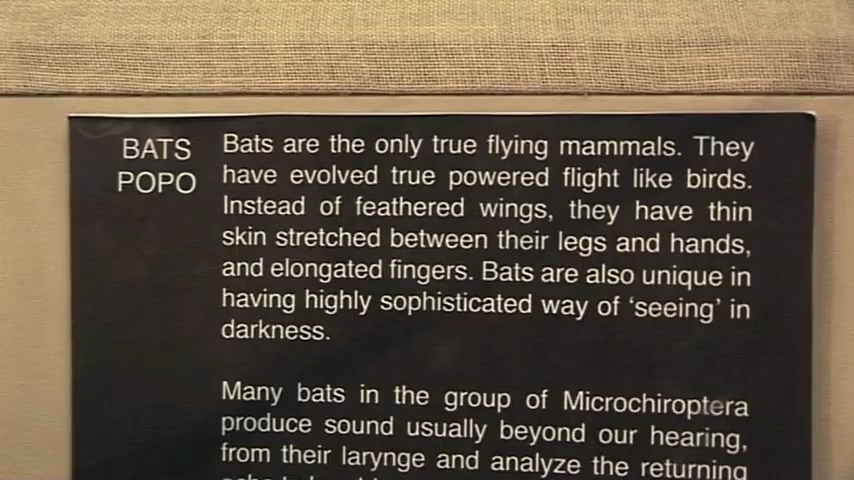 BATS
POPO
Bats are the only true flying mammals. They
have evolved true powered flight like birds.
Instead of feathered wings, they have thin
skin stretched between their legs and hands,
and elongated fingers. Bats are also unique in
having highly sophisticated way of ‘seeing’ in
darkness.
Many bats in the group of Microchiroptera
produce sound usually beyond our hearing,
from their larynge and analyze the returning